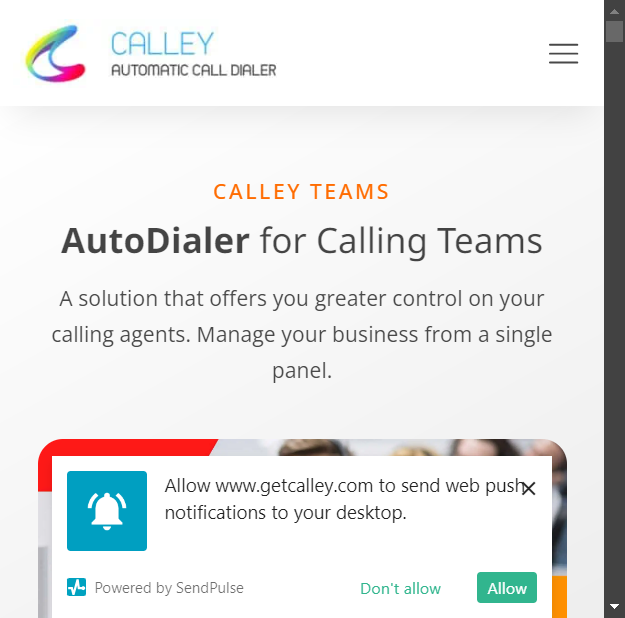 CALLEY
AUTOMATIC CALL DIALER
CALLEY TEAMS
AutoDialer for Calling Teams
A solution that offers you greater control on your
calling agents. Manage your business from a single
panel.
Allow www.getcalley.com to send web push
notifications to your desktop.
Powered by SendPulse
Don't allow
Allow